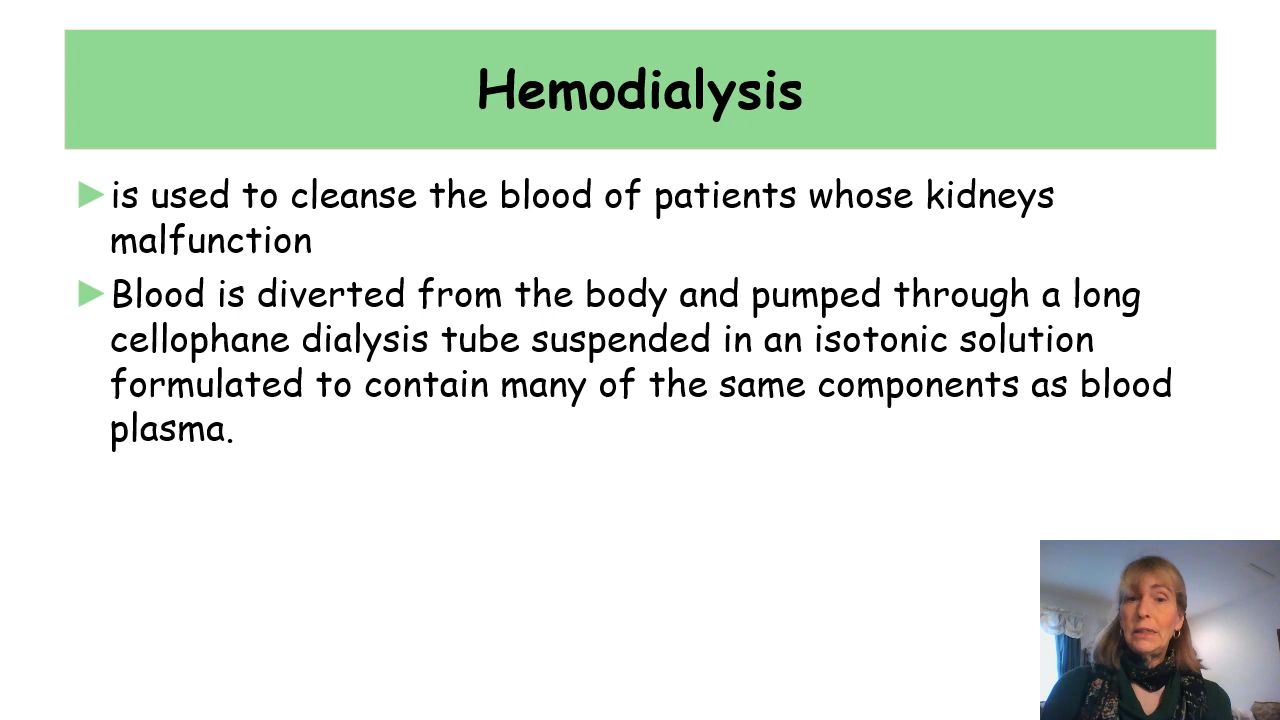 Hemodialysis
is used to cleanse the blood of patients whose kidneys
malfunction
Blood is diverted from the body and pumped through a long
cellophane dialysis tube suspended in an isotonic solution
formulated to contain many of the same components as blood
plasma.